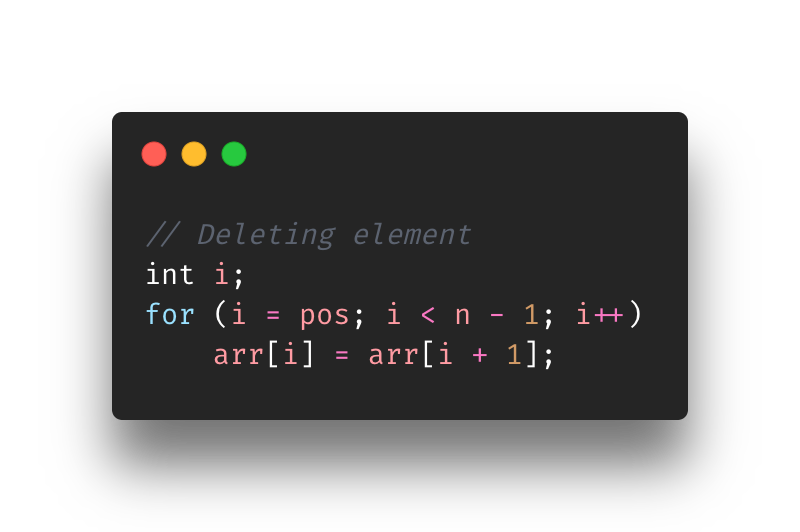 // Deleting element
int i;
for (i = pos; i < n - 1; i++)
    arr[i] = arr[i + 1];